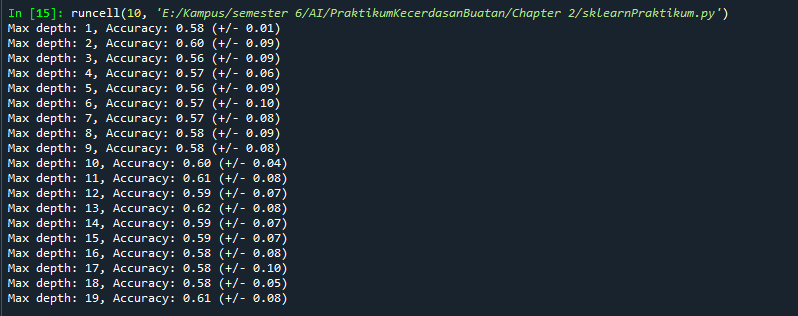 In [15]: runcell(10, 'E:/Kampus/semester 6/AI/PraktikumKecerdasanBuatan/Chapter 2/sklearnPraktikum.py')
Max depth: 1, Accuracy: 0.58 (+/- 0.01)
Max depth: 2, Accuracy: 0.60 (+/- 0.09)
Max depth: 3, Accuracy: 0.56 (+/- 0.09)
Max depth: 4, Accuracy: 0.57 (+/- 0.06)
Max depth: 5, Accuracy: 0.56 (+/- 0.09)
Max depth: 6, Accuracy: 0.57 (+/- 0.10)
Max depth: 7, Accuracy: 0.57 (+/- 0.08)
Max depth: 8, Accuracy: 0.58 (+/- 0.09)
Max depth: 9, Accuracy: 0.58 (+/- 0.08)
Max depth: 10, Accuracy: 0.60 (+/- 0.04)
Max depth: 11, Accuracy: 0.61 (+/- 0.08)
Max depth: 12, Accuracy: 0.59 (+/- 0.07)
Max depth: 13, Accuracy: 0.62 (+/- 0.08)
Max depth: 14, Accuracy: 0.59 (+/- 0.07)
Max depth: 15, Accuracy: 0.59 (+/- 0.07)
Max depth: 16, Accuracy: 0.58 (+/- 0.08)
Max depth: 17, Accuracy: 0.58 (+/- 0.10)
Max depth: 18, Accuracy: 0.58 (+/- 0.05)
Max depth: 19, Accuracy: 0.61 (+/- 0.08)